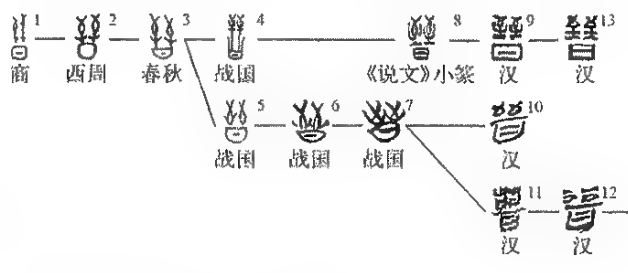 1 2 3 4 8 9 13
商 西周 春秋 战国 《说文》小篆 汉 汉
5 6 7 10
战国 战国 战国 汉
11 12
汉 汉